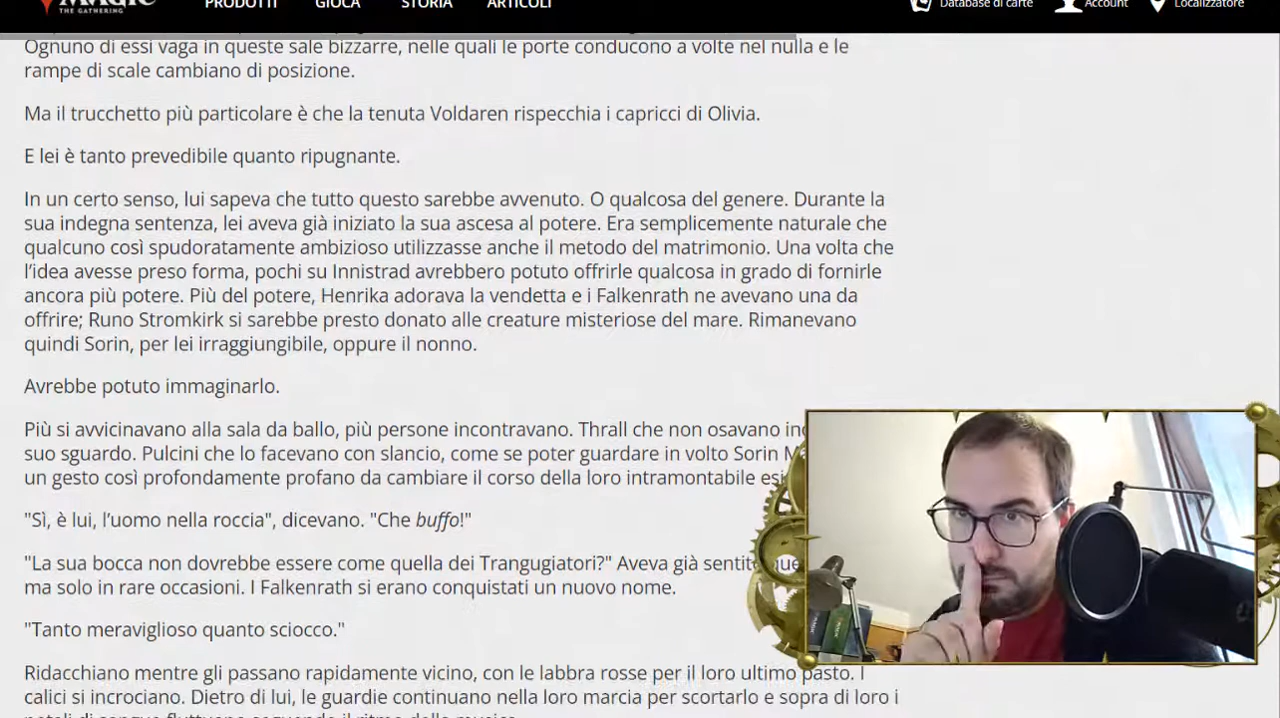 MAGIC
THE GATHERING
PRODOTTI GIOCA STORIA ARTICOLI Database di carte Account Localizzatore
Ognuno di essi vaga in queste sale bizzarre, nelle quali le porte conducono a volte nel nulla e le
rampe di scale cambiano di posizione.
Ma il trucchetto più particolare è che la tenuta Voldaren rispecchia i capricci di Olivia.
E lei è tanto prevedibile quanto ripugnante.
In un certo senso, lui sapeva che tutto questo sarebbe avvenuto. O qualcosa del genere. Durante la
sua indegna sentenza, lei aveva già iniziato la sua ascesa al potere. Era semplicemente naturale che
qualcuno così spudoratamente ambizioso utilizzasse anche il metodo del matrimonio. Una volta che
l'idea avesse preso forma, pochi su Innistrad avrebbero potuto offrirle qualcosa in grado di fornirle
ancora più potere. Più del potere, Henrika adorava la vendetta e i Falkenrath ne avevano una da
offrire; Runo Stromkirk si sarebbe presto donato alle creature misteriose del mare. Rimanevano
quindi Sorin, per lei irraggiungibile, oppure il nonno.
Avrebbe potuto immaginarlo.
Più si avvicinavano alla sala da ballo, più persone incontravano. Thrall che non osavano
suo sguardo. Pulcini che lo facevano con slancio, come se poter guardare in volto Sorin
un gesto così profondamente profano da cambiare il corso della loro intramontabile
"Sì, è lui, l'uomo nella roccia", dicevano. "Che buffo!"
"La sua bocca non dovrebbe essere come quella dei Trangugiatori?" Aveva già
ma solo in rare occasioni. I Falkenrath si erano conquistati un nuovo nome.
"Tanto meraviglioso quanto sciocco."
Ridacchiano mentre gli passano rapidamente vicino, con le labbra rosse per il loro ultimo pasto. I
calici si incrociano. Dietro di lui, le guardie continuano nella loro marcia per scortarlo e sopra di loro i
petali di sangue fluttuano seguendo il ritmo della musica.